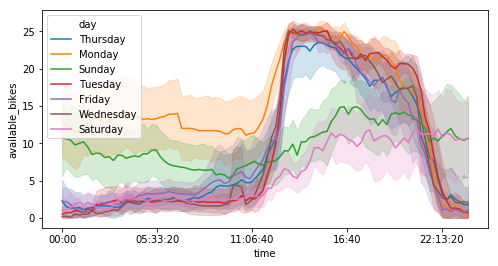 day
Thursday
Monday
Sunday
Tuesday
Friday
Wednesday
Saturday
available_bikes
25
20
15
10
5
0
00:00 05:33:20 11:06:40 16:40 22:13:20
time